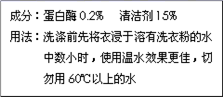 成分：蛋白酶 0.2%　清洁剂 15%
用法：洗涤前先将衣浸于溶有洗衣粉的水
中数小时，使用温水效果更佳，切
勿用 60℃以上的水